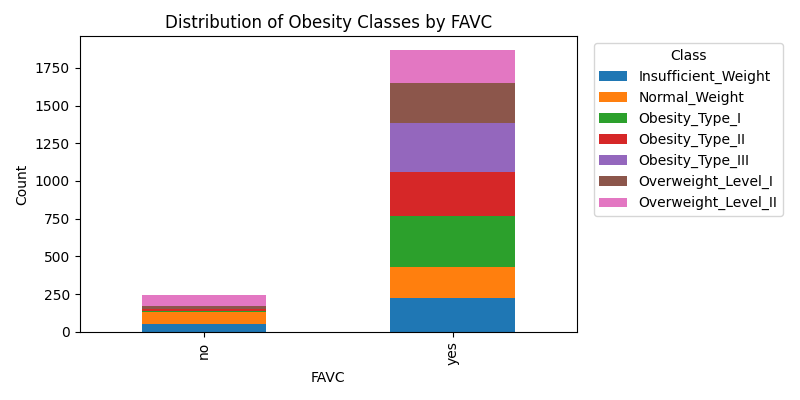 Distribution of Obesity Classes by FAVC
Count
1750
1500
1250
1000
750
500
250
0
no
yes
FAVC
Class
Insufficient_Weight
Normal_Weight
Obesity_Type_I
Obesity_Type_II
Obesity_Type_III
Overweight_Level_I
Overweight_Level_II